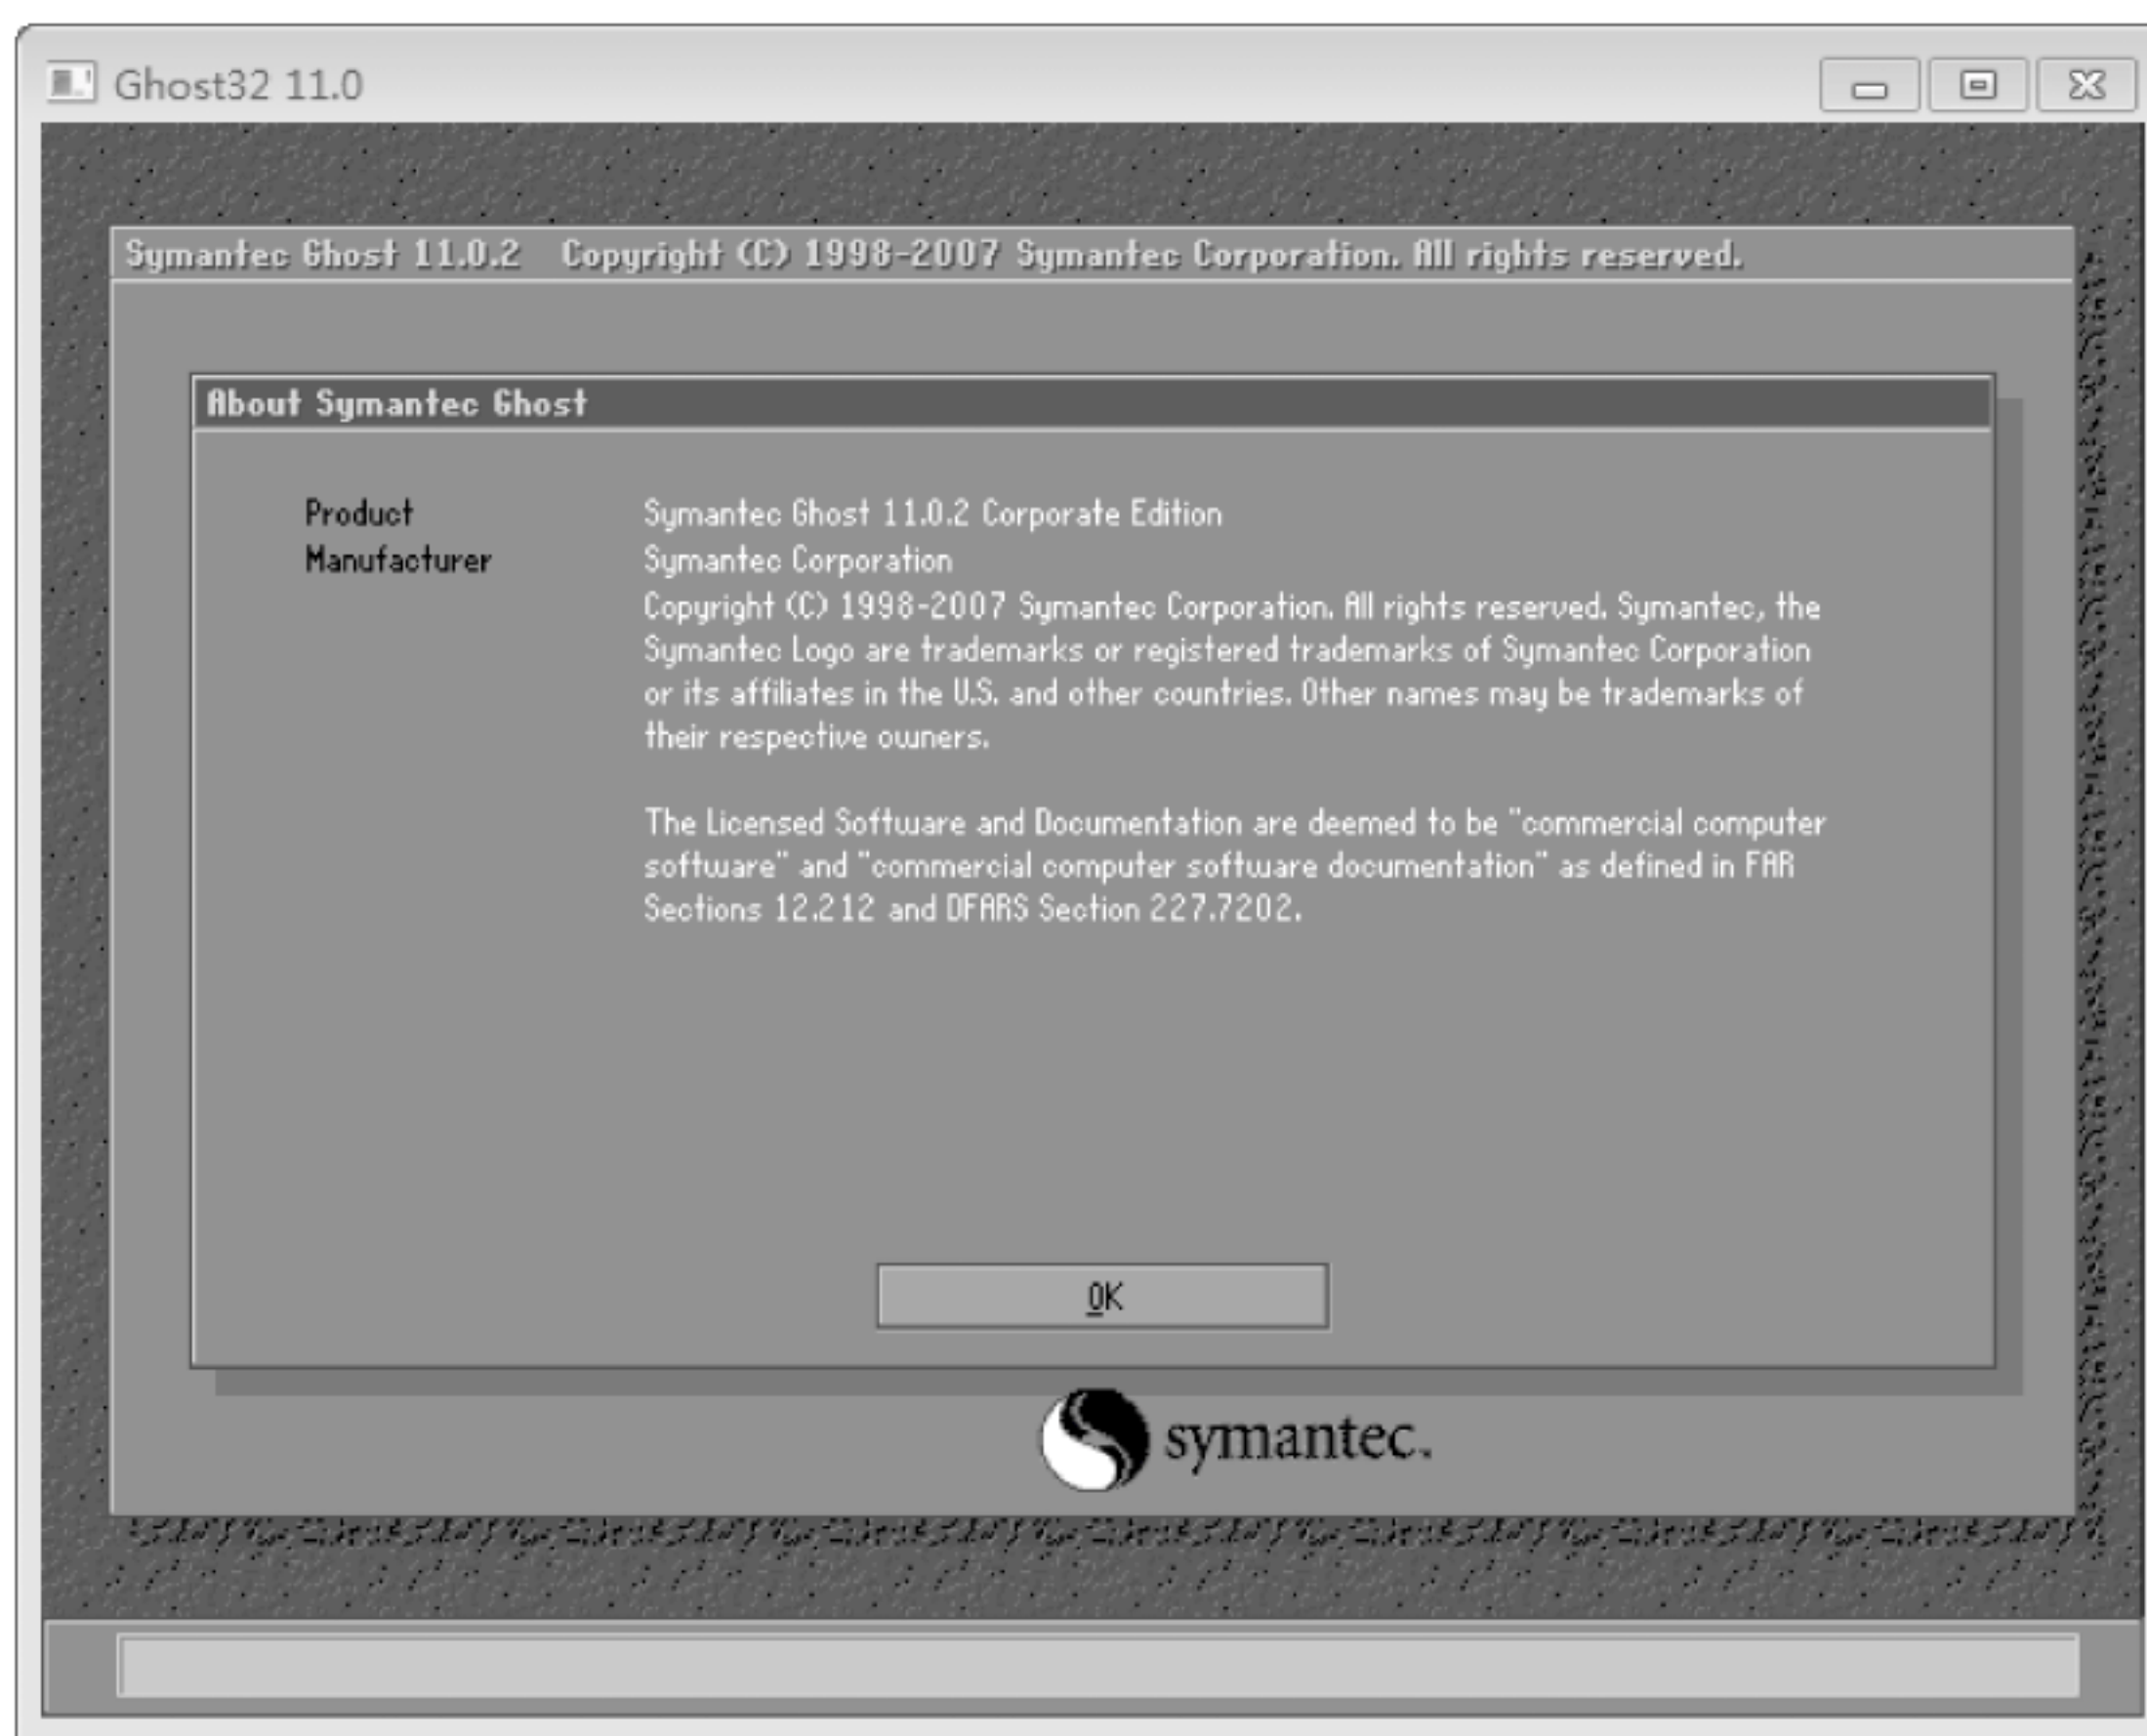 Ghost32 11.0
Symantec Ghost 11.0.2   Copyright (C) 1998-2007 Symantec Corporation. All rights reserved.
About Symantec Ghost
Product   Symantec Ghost 11.0.2 Corporate Edition
Manufacturer   Symantec Corporation
Copyright (C) 1998-2007 Symantec Corporation. All rights reserved. Symantec, the
Symantec Logo are trademarks or registered trademarks of Symantec Corporation
or its affiliates in the U.S. and other countries. Other names may be trademarks of
their respective owners.
The Licensed Software and Documentation are deemed to be "commercial computer
software" and "commercial computer software documentation" as defined in FAR
Sections 12.212 and DFARS Section 227.7202.
OK
symantec.